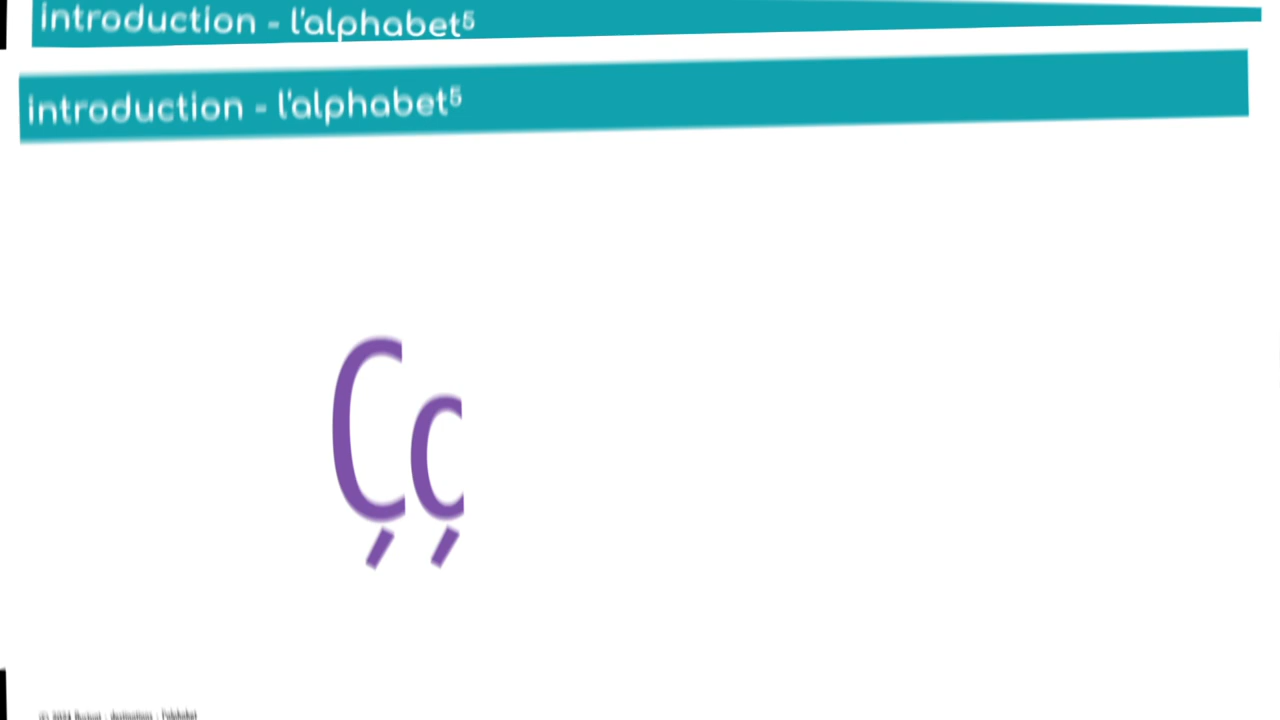 introduction - l'alphabet⁵
introduction - l'alphabet⁵
Çç